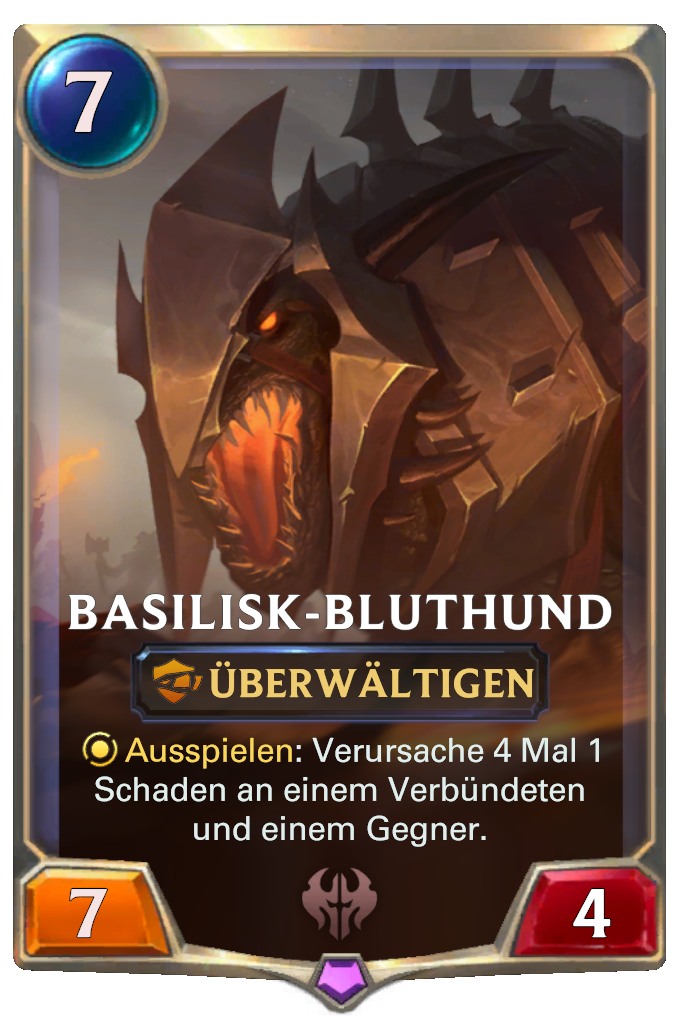 7
BASILISK-BLUTHUND
ÜBERWÄLTIGEN
Ausspielen: Verursache 4 Mal 1
Schaden an einem Verbündeten
und einem Gegner.
7
4